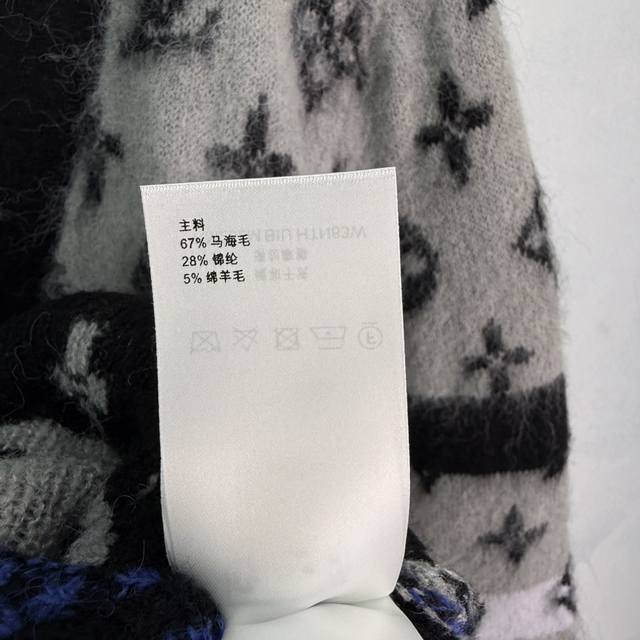 主料
67% 马海毛
28% 锦纶
5% 绵羊毛